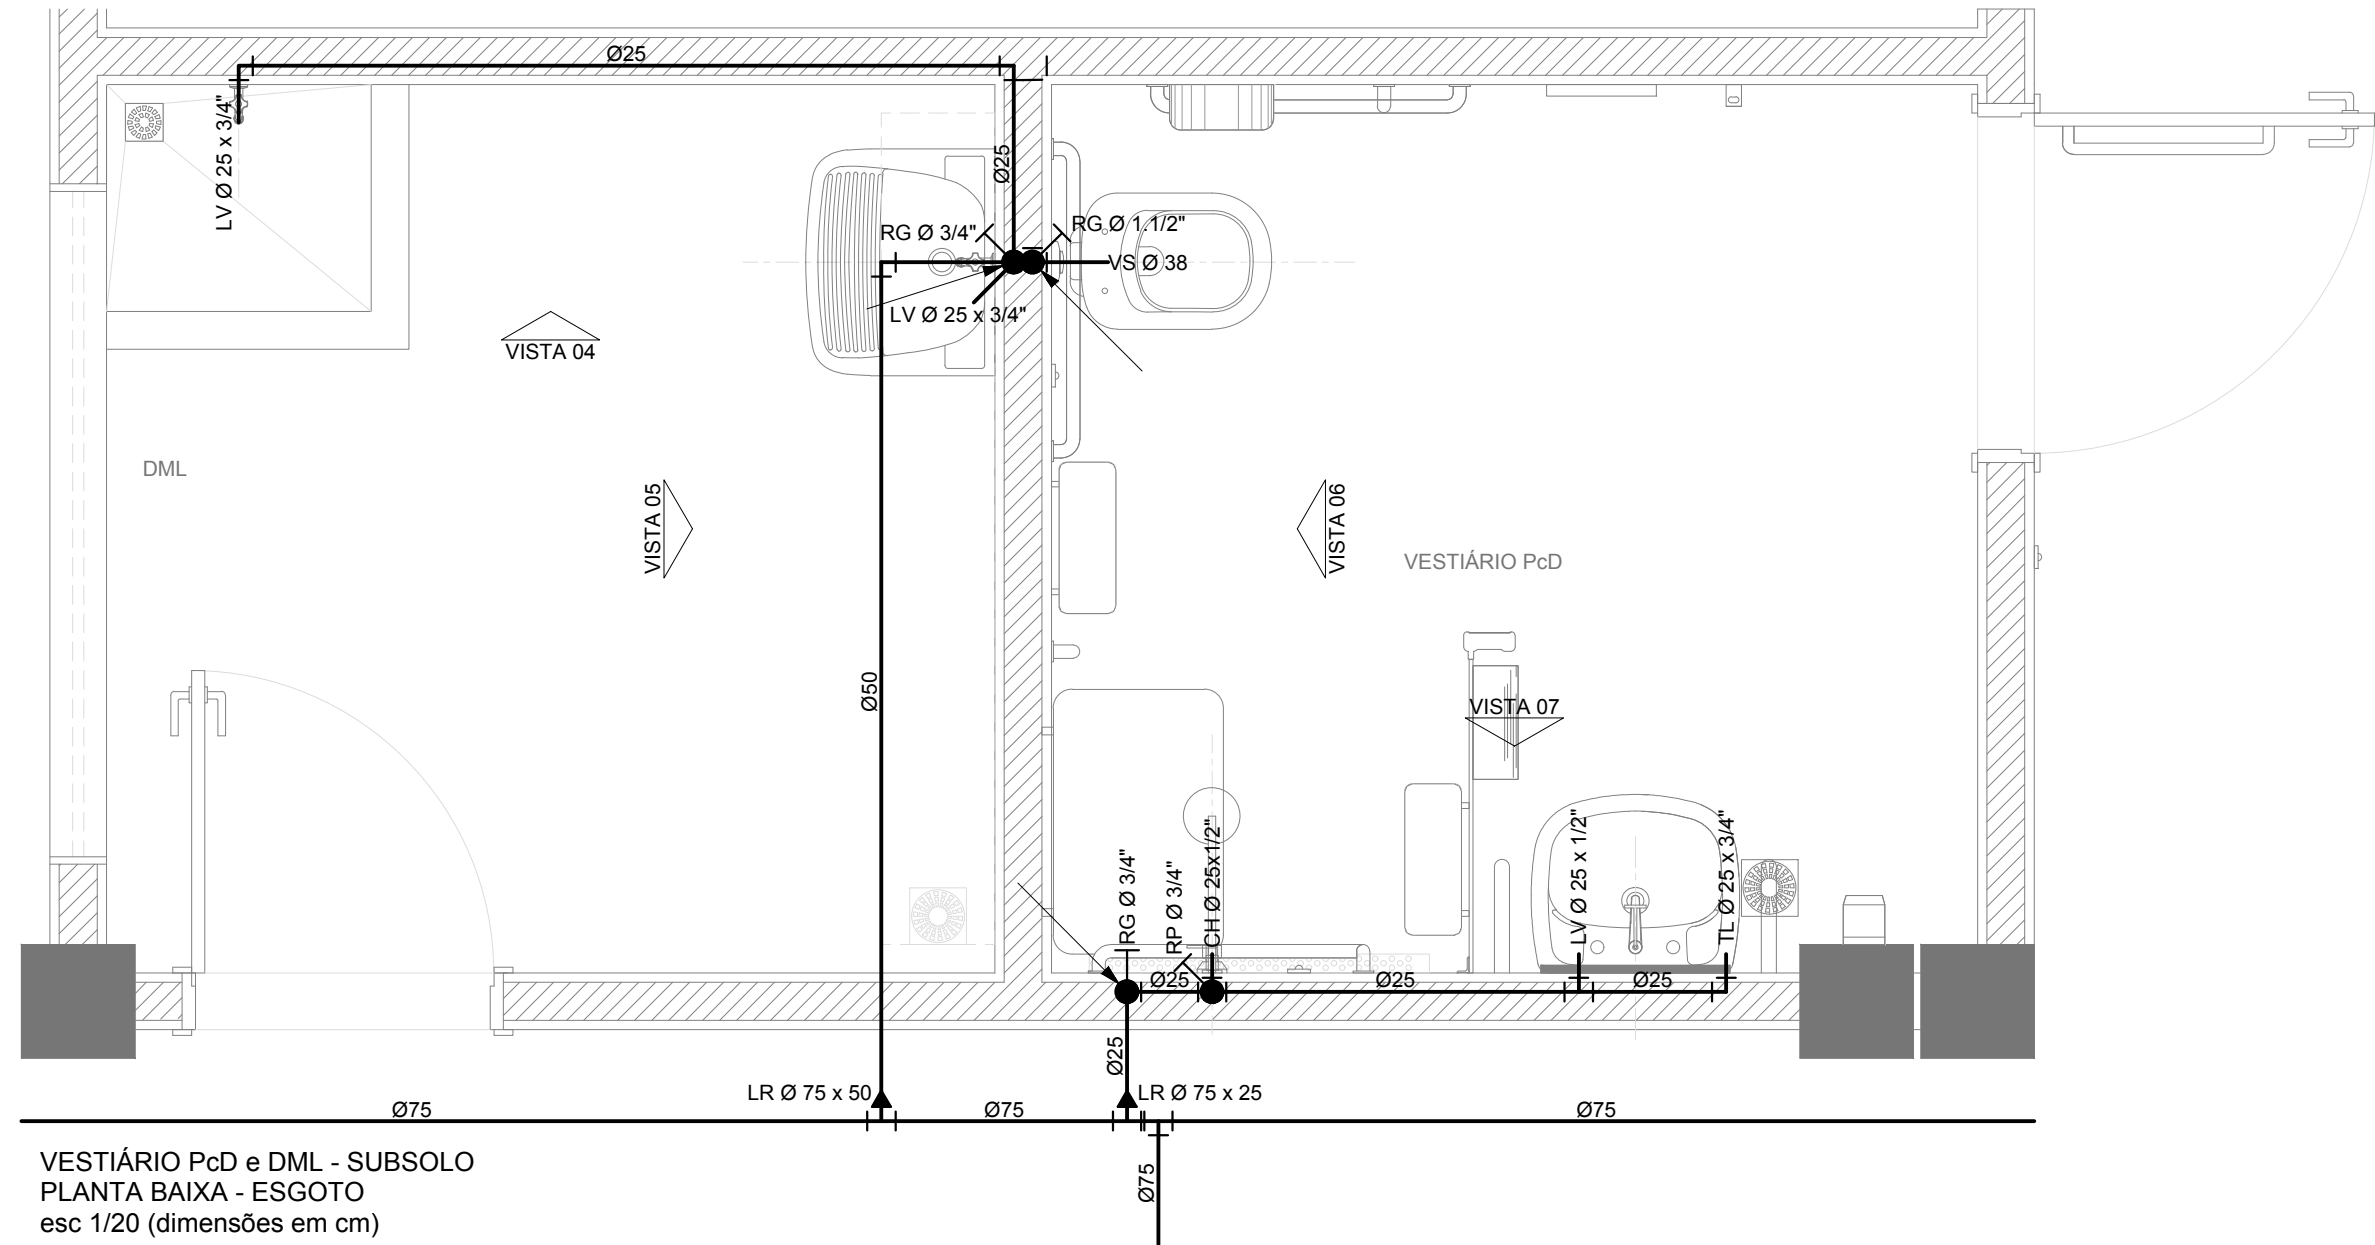 Ø25
LV Ø 25 x 3/4"
Ø25
RG Ø 3/4"
RG Ø 1.1/2"
VS Ø 38
LV Ø 25 x 3/4"
VISTA 04
DML
VISTA 05
VISTA 06
VESTIÁRIO PcD
Ø50
VISTA 07
RG Ø 3/4"
RP Ø 3/4"
CH Ø 25x1/2"
LV Ø 25 x 1/2"
TL Ø 25 x 3/4"
Ø25
Ø25
Ø25
Ø25
LR Ø 75 x 50
LR Ø 75 x 25
Ø75
Ø75
Ø75
Ø75
VESTIÁRIO PcD e DML - SUBSOLO
PLANTA BAIXA - ESGOTO
esc 1/20 (dimensões em cm)